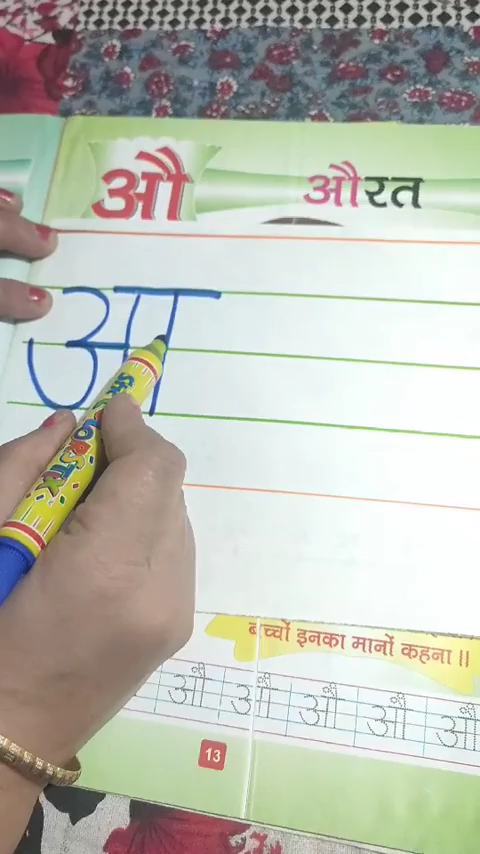 औ औरत
आ
बच्चों इनका मानों कहना॥
औ औ औ औ औ
13